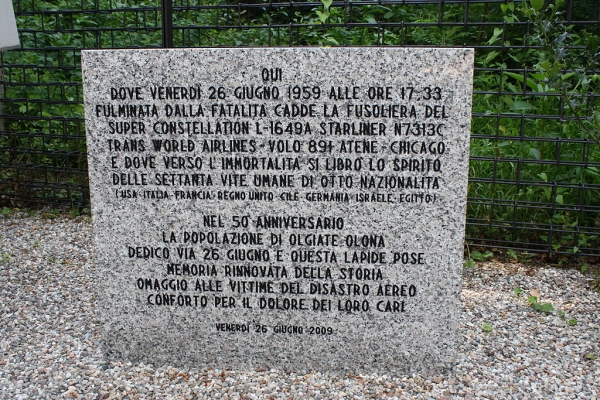 QUI
DOVE VENERDÌ 26 GIUGNO 1959 ALLE ORE 17.33
FULMINATA DALLA FATALITÀ CADDE LA FUSOLIERA DEL
SUPER CONSTELLATION L-1649A STARLINER N7313C
TRANS WORLD AIRLINES - VOLO 891 ATENE - CHICAGO
E DOVE VERSO L'IMMORTALITÀ SI LIBRÒ LO SPIRITO
DELLE SETTANTA VITE UMANE DI OTTO NAZIONALITÀ
(USA-ITALIA-FRANCIA-REGNO UNITO-CILE-GERMANIA-ISRAELE-EGITTO)
NEL 50° ANNIVERSARIO
LA POPOLAZIONE DI OLGIATE OLONA
DEDICÒ VIA 26 GIUGNO E QUESTA LAPIDE POSE
MEMORIA RINNOVATA DELLA STORIA
OMAGGIO ALLE VITTIME DEL DISASTRO AEREO
CONFORTO PER IL DOLORE DEI LORO CARI.
VENERDÌ 26 GIUGNO 2009